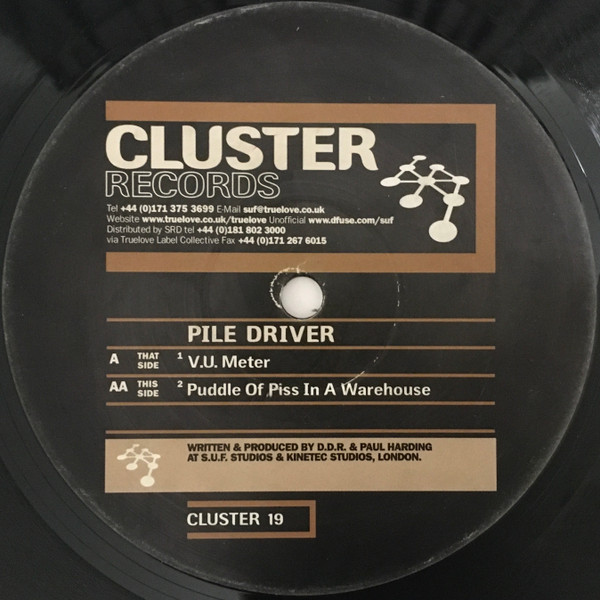 CLUSTER
RECORDS
Tel +44 (0)171 375 3699 E-Mail suf@truelove.co.uk
Website www.truelove.co.uk/truelove Unofficial www.dfuse.com/suf
Distributed by SRD tel +44 (0)181 802 3000
via Truelove Label Collective Fax +44 (0)171 267 6015
PILE DRIVER
A THAT SIDE 1 V.U. Meter
AA THIS SIDE 2 Puddle Of Piss In A Warehouse
WRITTEN & PRODUCED BY D.D.R. & PAUL HARDING
AT S.U.F. STUDIOS & KINETEC STUDIOS, LONDON.
CLUSTER 19